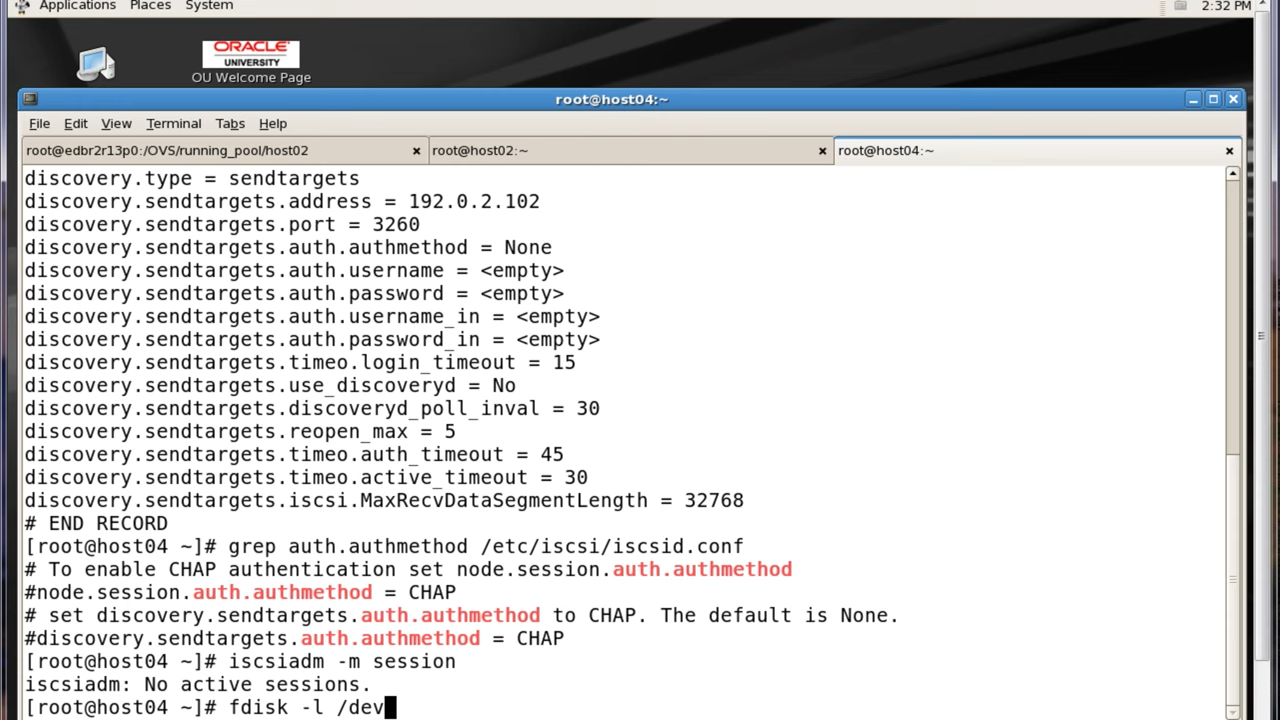 Applications Places System
2:32 PM
ORACLE
UNIVERSITY
OU Welcome Page
root@host04:~
File Edit View Terminal Tabs Help
root@edbr2r13p0:/OVS/running_pool/host02
root@host02:~
root@host04:~
discovery.type = sendtargets
discovery.sendtargets.address = 192.0.2.102
discovery.sendtargets.port = 3260
discovery.sendtargets.auth.authmethod = None
discovery.sendtargets.auth.username = <empty>
discovery.sendtargets.auth.password = <empty>
discovery.sendtargets.auth.username_in = <empty>
discovery.sendtargets.auth.password_in = <empty>
discovery.sendtargets.timeo.login_timeout = 15
discovery.sendtargets.use_discoveryd = No
discovery.sendtargets.discoveryd_poll_inval = 30
discovery.sendtargets.reopen_max = 5
discovery.sendtargets.timeo.auth_timeout = 45
discovery.sendtargets.timeo.active_timeout = 30
discovery.sendtargets.iscsi.MaxRecvDataSegmentLength = 32768
# END RECORD
[root@host04 ~]# grep auth.authmethod /etc/iscsi/iscsid.conf
# To enable CHAP authentication set node.session.auth.authmethod
#node.session.auth.authmethod = CHAP
# set discovery.sendtargets.auth.authmethod to CHAP. The default is None.
#discovery.sendtargets.auth.authmethod = CHAP
[root@host04 ~]# iscsiadm -m session
iscsiadm: No active sessions.
[root@host04 ~]# fdisk -l /dev